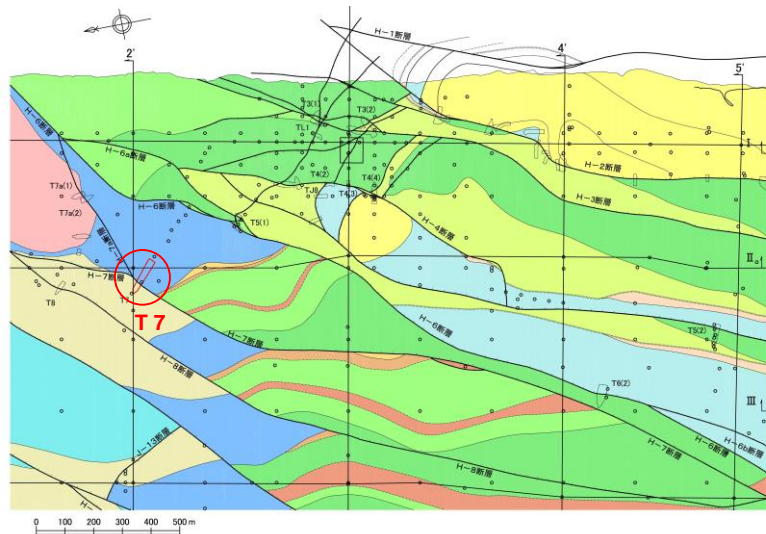 H-1断層
2'
4'
5'
H-6断層
T3(1)
T3(2)
TL1
I
H-6a断層
H-2断層
T4(2)
T4(4)
T7a(1)
TJ8
T4(3)
H-3断層
H-6断層
T7a(2)
T5(1)
H-4断層
II
H-7断層
T7
T8
T7
H-6断層
H-7断層
T5(2)
H-8断層
T6(2)
III
J-13断層
H-7断層
H-6断層
H-6b断層
H-8断層
0 100 200 300 400 500m